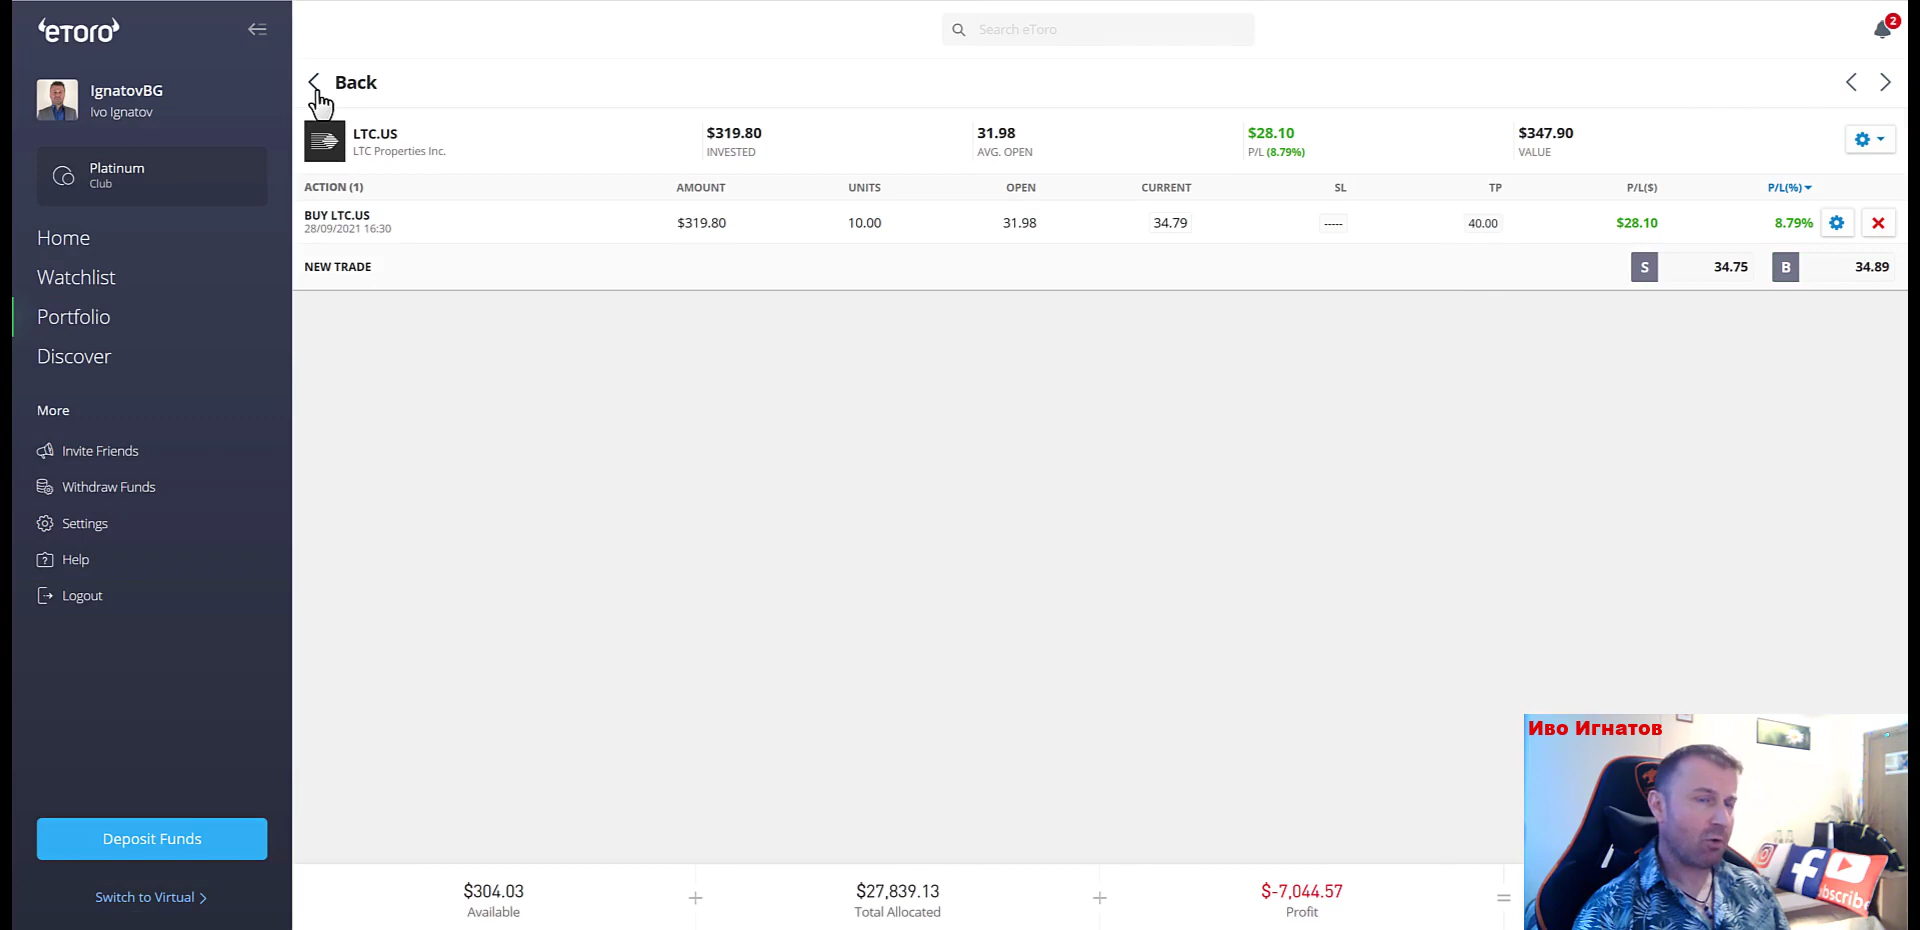 eToro
Search eToro
2
IgnatovBG
Ivo Ignatov
Platinum
Club
Home
Watchlist
Portfolio
Discover
More
Invite Friends
Withdraw Funds
Settings
Help
Logout
Deposit Funds
Switch to Virtual
Back
LTC.US
LTC Properties Inc.
$319.80
INVESTED
31.98
AVG. OPEN
$28.10
P/L (8.79%)
$347.90
VALUE
ACTION (1) AMOUNT UNITS OPEN CURRENT SL TP P/L($) P/L(%)
BUY LTC.US
28/09/2021 16:30
$319.80 10.00 31.98 34.79 ----- 40.00 $28.10 8.79%
NEW TRADE S 34.75 B 34.89
$304.03
Available
+
$27,839.13
Total Allocated
+
$-7,044.57
Profit
=
Иво Игнатов
bscribe